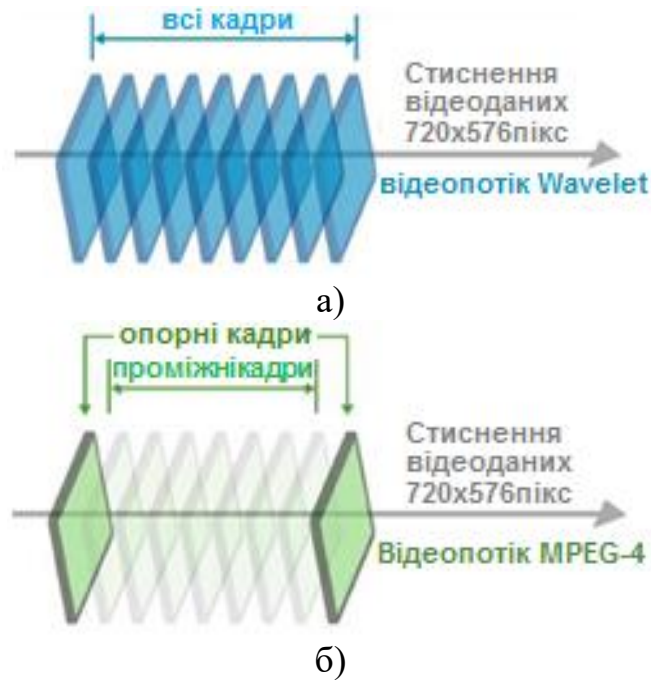 всі кадри
Стиснення
відеоданих
720х576пікс
відеопотік Wavelet
а)
опорні кадри
проміжнікадри
Стиснення
відеоданих
720х576пікс
Відеопотік MPEG-4
б)